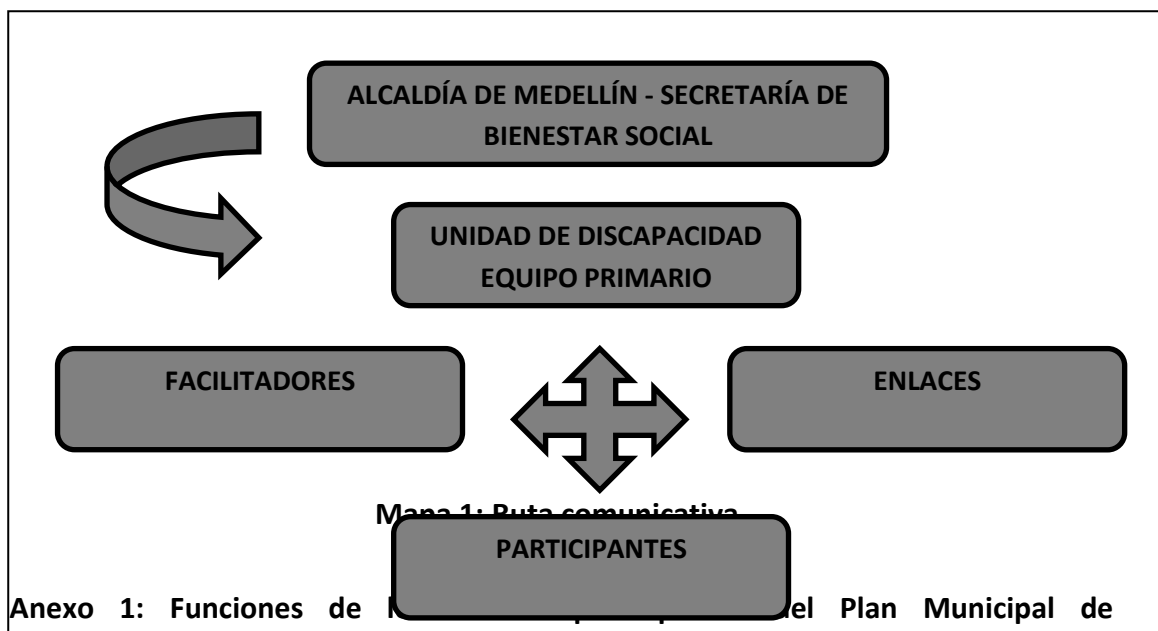 ALCALDÍA DE MEDELLÍN - SECRETARÍA DE
BIENESTAR SOCIAL
UNIDAD DE DISCAPACIDAD
EQUIPO PRIMARIO
FACILITADORES
ENLACES
Mapa 1: Ruta comunicativa
PARTICIPANTES
Anexo 1: Funciones de Plan Municipal de